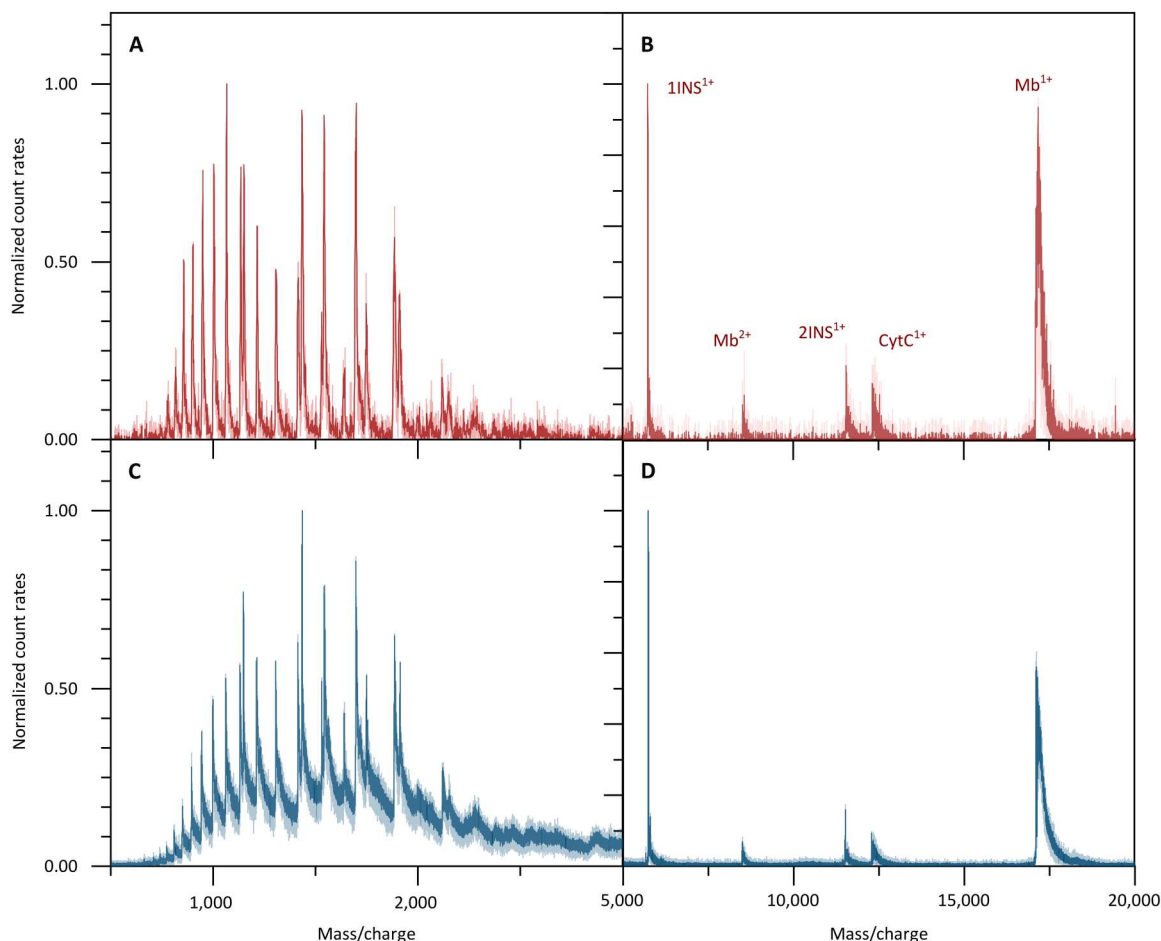 A
B
1.00
1INS1+
Mb1+
Normalized count rates
0.50
Mb2+
2INS1+
CytC1+
0.00
C
D
1.00
Normalized count rates
0.50
0.00
1,000
2,000
5,000
10,000
15,000
20,000
Mass/charge
Mass/charge